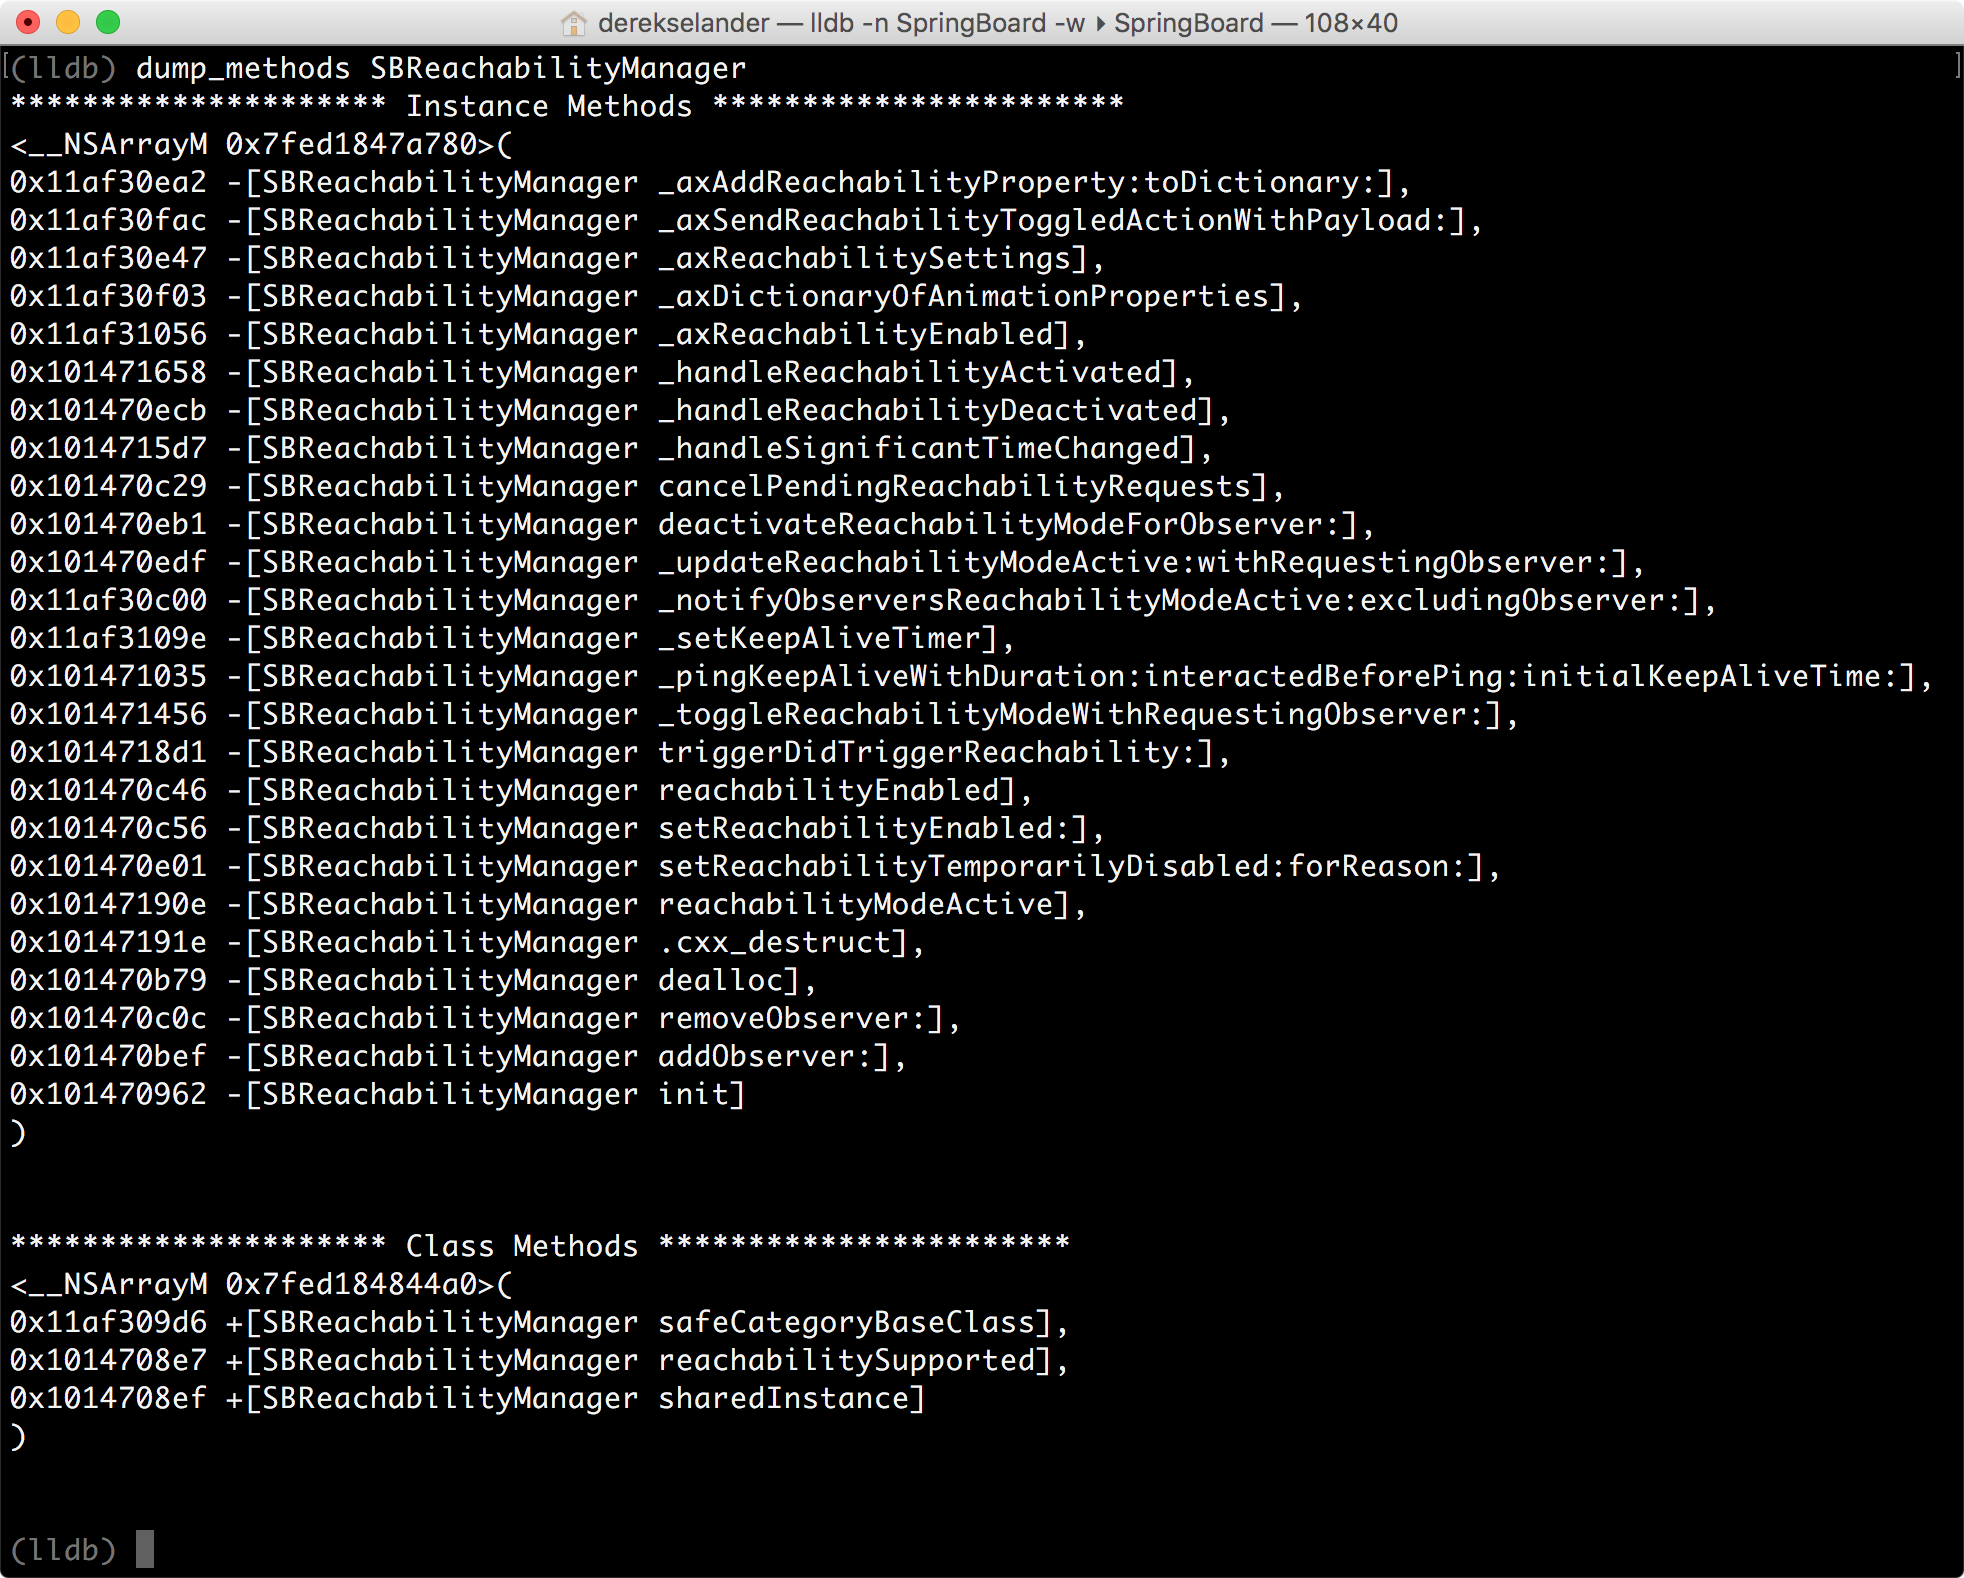 derekselander — lldb -n SpringBoard -w ▸ SpringBoard — 108×40
(lldb) dump_methods SBReachabilityManager
********************* Instance Methods ***********************
<__NSArrayM 0x7fed1847a780>(
0x11af30ea2 -[SBReachabilityManager _axAddReachabilityProperty:toDictionary:],
0x11af30fac -[SBReachabilityManager _axSendReachabilityToggledActionWithPayload:],
0x11af30e47 -[SBReachabilityManager _axReachabilitySettings],
0x11af30f03 -[SBReachabilityManager _axDictionaryOfAnimationProperties],
0x11af31056 -[SBReachabilityManager _axReachabilityEnabled],
0x101471658 -[SBReachabilityManager _handleReachabilityActivated],
0x101470ecb -[SBReachabilityManager _handleReachabilityDeactivated],
0x1014715d7 -[SBReachabilityManager _handleSignificantTimeChanged],
0x101470c29 -[SBReachabilityManager cancelPendingReachabilityRequests],
0x101470eb1 -[SBReachabilityManager deactivateReachabilityModeForObserver:],
0x101470edf -[SBReachabilityManager _updateReachabilityModeActive:withRequestingObserver:],
0x11af30c00 -[SBReachabilityManager _notifyObserversReachabilityModeActive:excludingObserver:],
0x11af3109e -[SBReachabilityManager _setKeepAliveTimer],
0x101471035 -[SBReachabilityManager _pingKeepAliveWithDuration:interactedBeforePing:initialKeepAliveTime:],
0x101471456 -[SBReachabilityManager _toggleReachabilityModeWithRequestingObserver:],
0x1014718d1 -[SBReachabilityManager triggerDidTriggerReachability:],
0x101470c46 -[SBReachabilityManager reachabilityEnabled],
0x101470c56 -[SBReachabilityManager setReachabilityEnabled:],
0x101470e01 -[SBReachabilityManager setReachabilityTemporarilyDisabled:forReason:],
0x10147190e -[SBReachabilityManager reachabilityModeActive],
0x10147191e -[SBReachabilityManager .cxx_destruct],
0x101470b79 -[SBReachabilityManager dealloc],
0x101470c0c -[SBReachabilityManager removeObserver:],
0x101470bef -[SBReachabilityManager addObserver:],
0x101470962 -[SBReachabilityManager init]
)
********************* Class Methods ***********************
<__NSArrayM 0x7fed184844a0>(
0x11af309d6 +[SBReachabilityManager safeCategoryBaseClass],
0x1014708e7 +[SBReachabilityManager reachabilitySupported],
0x1014708ef +[SBReachabilityManager sharedInstance]
)
(lldb)